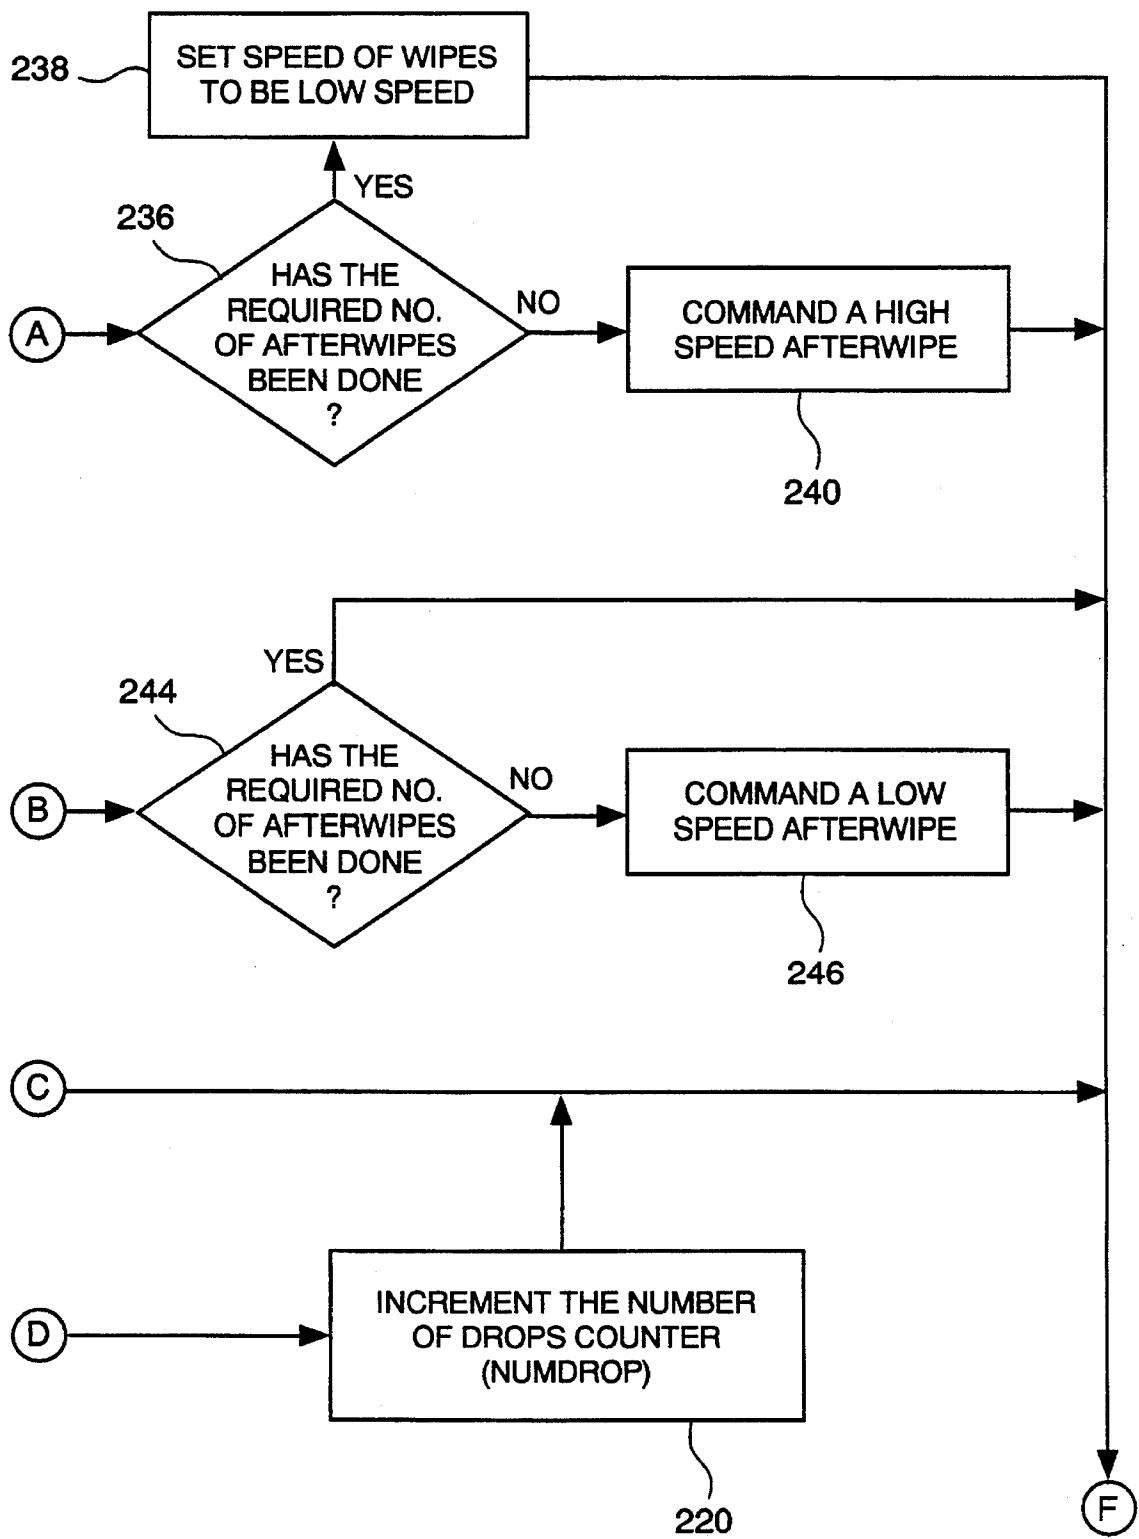 238
SET SPEED OF WIPES
TO BE LOW SPEED
YES
236
HAS THE
REQUIRED NO.
OF AFTERWIPES
BEEN DONE
?
A
NO
COMMAND A HIGH
SPEED AFTERWIPE
240
YES
244
HAS THE
REQUIRED NO.
OF AFTERWIPES
BEEN DONE
?
B
NO
COMMAND A LOW
SPEED AFTERWIPE
246
C
D
INCREMENT THE NUMBER
OF DROPS COUNTER
(NUMDROP)
220
F